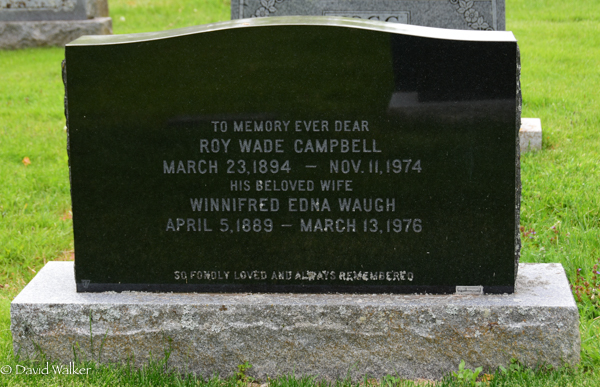 TO MEMORY EVER DEAR
ROY WADE CAMPBELL
MARCH 23, 1894 – NOV. 11, 1974
HIS BELOVED WIFE
WINNIFRED EDNA WAUGH
APRIL 5, 1889 – MARCH 13, 1976
SO FONDLY LOVED AND ALWAYS REMEMBERED
© David Walker